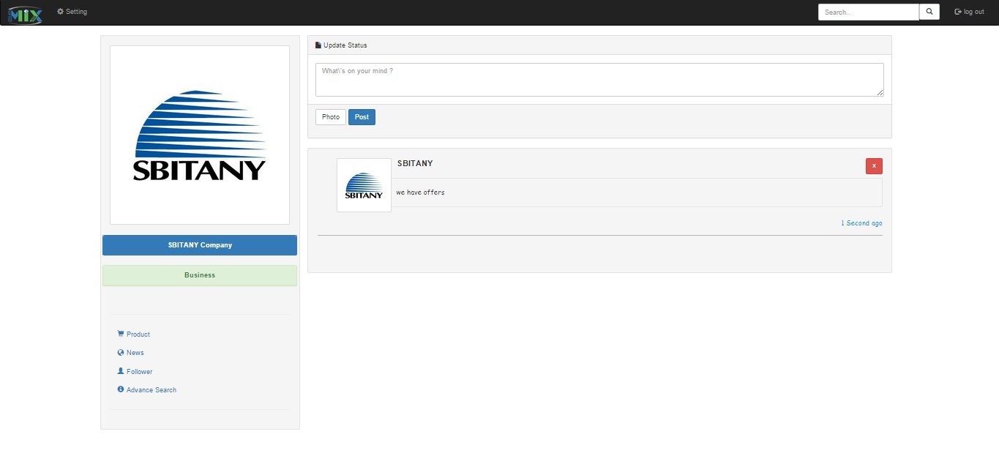 MIX
Setting
Search..
log out
SBITANY
SBITANY Company
Business
Product
News
Follower
Advance Search
Update Status
What\'s on your mind ?
Photo
Post
SBITANY
SBITANY
x
we have offers
1 Second ago